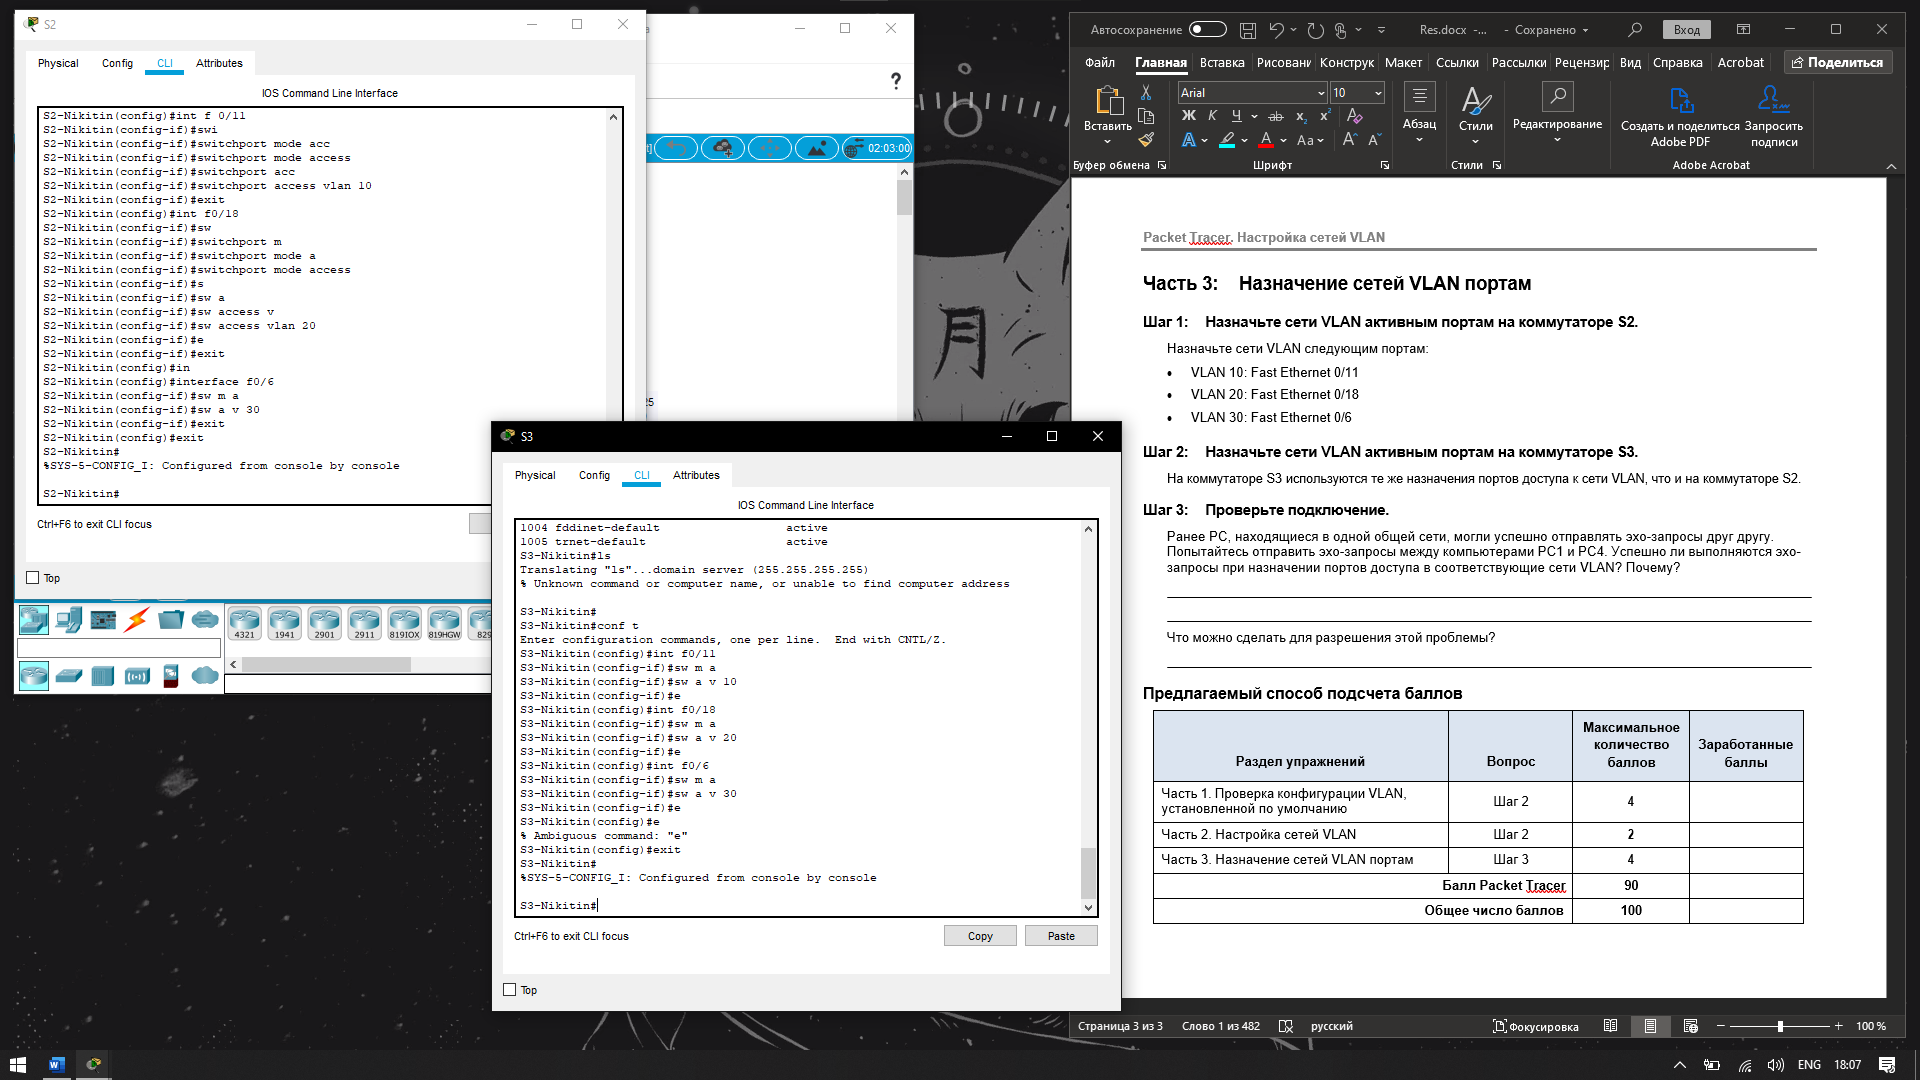 S2
Physical
Config
CLI
Attributes
IOS Command Line Interface
S2-Nikitin(config)#int f 0/11
S2-Nikitin(config-if)#swi
S2-Nikitin(config-if)#switchport mode acc
S2-Nikitin(config-if)#switchport mode access
S2-Nikitin(config-if)#switchport acc
S2-Nikitin(config-if)#switchport access vlan 10
S2-Nikitin(config-if)#exit
S2-Nikitin(config)#int f0/18
S2-Nikitin(config-if)#sw
S2-Nikitin(config-if)#switchport m
S2-Nikitin(config-if)#switchport mode a
S2-Nikitin(config-if)#switchport mode access
S2-Nikitin(config-if)#s
S2-Nikitin(config-if)#sw a
S2-Nikitin(config-if)#sw access v
S2-Nikitin(config-if)#sw access vlan 20
S2-Nikitin(config-if)#e
S2-Nikitin(config-if)#exit
S2-Nikitin(config)#in
S2-Nikitin(config)#interface f0/6
S2-Nikitin(config-if)#sw m a
S2-Nikitin(config-if)#sw a v 30
S2-Nikitin(config-if)#exit
S2-Nikitin(config)#exit
S2-Nikitin#
%SYS-5-CONFIG_I: Configured from console by console
S2-Nikitin#
Ctrl+F6 to exit CLI focus
Top
?
02:03:00
4321
1941
2901
2911
819IOX
819HGW
829
S3
Physical
Config
CLI
Attributes
IOS Command Line Interface
1004 fddinet-default active
1005 trnet-default active
S3-Nikitin#ls
Translating "ls"...domain server (255.255.255.255)
% Unknown command or computer name, or unable to find computer address
S3-Nikitin#
S3-Nikitin#conf t
Enter configuration commands, one per line. End with CNTL/Z.
S3-Nikitin(config)#int f0/11
S3-Nikitin(config-if)#sw m a
S3-Nikitin(config-if)#sw a v 10
S3-Nikitin(config-if)#e
S3-Nikitin(config)#int f0/18
S3-Nikitin(config-if)#sw m a
S3-Nikitin(config-if)#sw a v 20
S3-Nikitin(config-if)#e
S3-Nikitin(config)#int f0/6
S3-Nikitin(config-if)#sw m a
S3-Nikitin(config-if)#sw a v 30
S3-Nikitin(config-if)#e
S3-Nikitin(config)#e
% Ambiguous command: "e"
S3-Nikitin(config)#exit
S3-Nikitin#
%SYS-5-CONFIG_I: Configured from console by console
S3-Nikitin#
Ctrl+F6 to exit CLI focus
Copy
Paste
Top
月
Автосохранение
Res.docx -...
- Сохранено
Вход
Файл
Главная
Вставка
Рисовани
Конструк
Макет
Ссылки
Рассылки
Рецензир
Вид
Справка
Acrobat
Поделиться
Вставить
Arial
10
Ж К Ч ab x₂ x²
Aa
Абзац
Стили
Редактирование
Создать и поделиться Adobe PDF
Запросить подписи
Буфер обмена
Шрифт
Стили
Adobe Acrobat
Packet Tracer. Настройка сетей VLAN
Часть 3: Назначение сетей VLAN портам
Шаг 1: Назначьте сети VLAN активным портам на коммутаторе S2.
Назначьте сети VLAN следующим портам:
• VLAN 10: Fast Ethernet 0/11
• VLAN 20: Fast Ethernet 0/18
• VLAN 30: Fast Ethernet 0/6
Шаг 2: Назначьте сети VLAN активным портам на коммутаторе S3.
На коммутаторе S3 используются те же назначения портов доступа к сети VLAN, что и на коммутаторе S2.
Шаг 3: Проверьте подключение.
Ранее PC, находящиеся в одной общей сети, могли успешно отправлять эхо-запросы друг другу.
Попытайтесь отправить эхо-запросы между компьютерами PC1 и PC4. Успешно ли выполняются эхо-
запросы при назначении портов доступа в соответствующие сети VLAN? Почему?
Что можно сделать для разрешения этой проблемы?
Предлагаемый способ подсчета баллов
Раздел упражнений
Вопрос
Максимальное количество баллов
Заработанные баллы
Часть 1. Проверка конфигурации VLAN, установленной по умолчанию
Шаг 2
4
Часть 2. Настройка сетей VLAN
Шаг 2
2
Часть 3. Назначение сетей VLAN портам
Шаг 3
4
Балл Packet Tracer
90
Общее число баллов
100
Страница 3 из 3
Слово 1 из 482
русский
Фокусировка
100 %
ENG
18:07